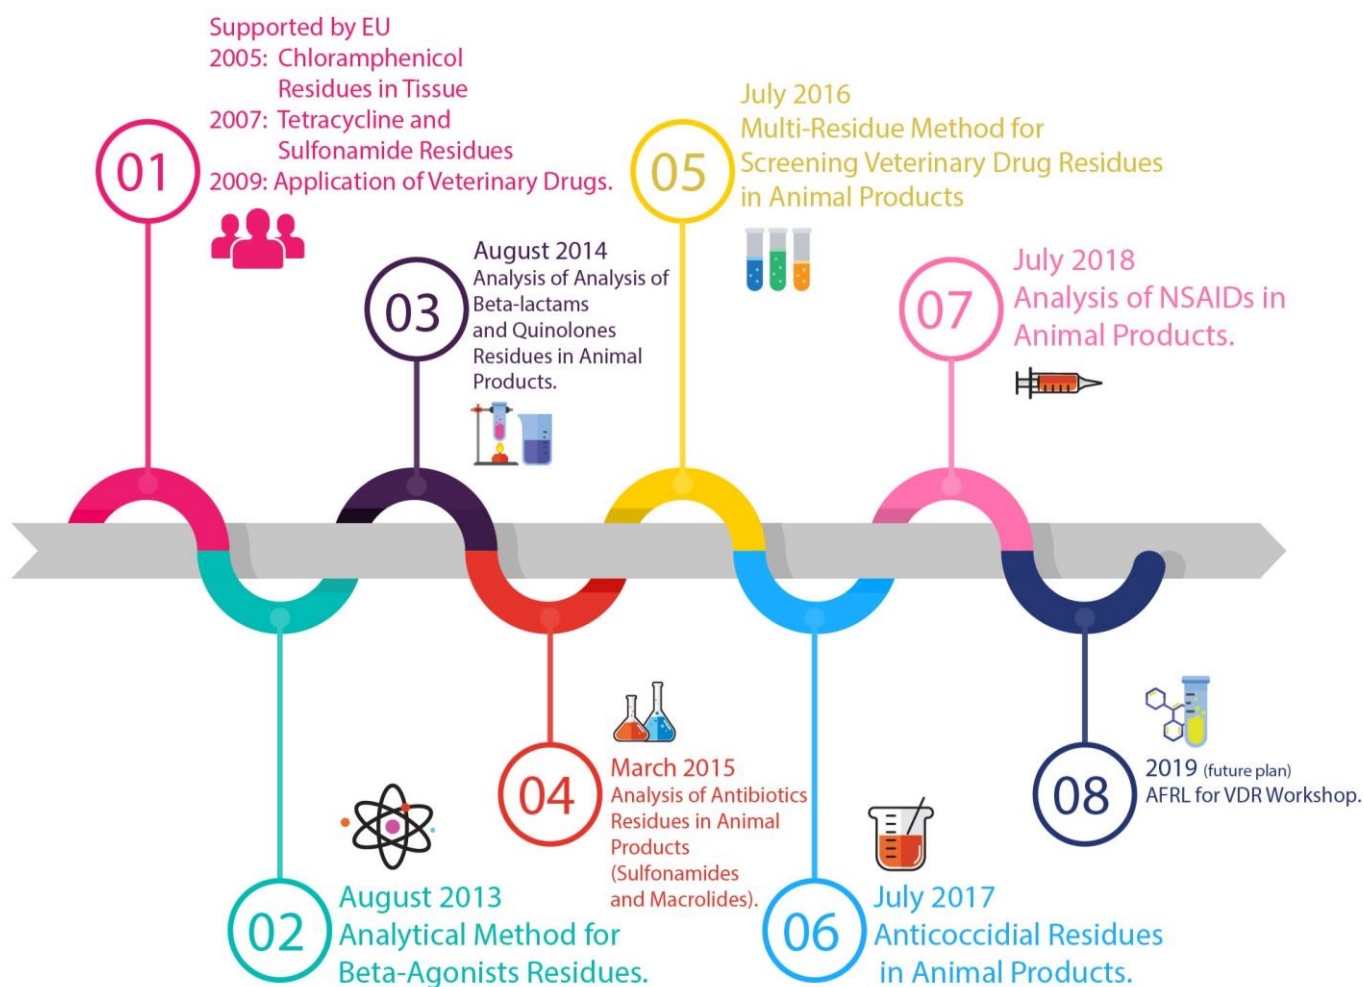 01
Supported by EU
2005: Chloramphenicol
Residues in Tissue
2007: Tetracycline and
Sulfonamide Residues
2009: Application of Veterinary Drugs.
02
August 2013
Analytical Method for
Beta-Agonists Residues.
03
August 2014
Analysis of Analysis of
Beta-lactams
and Quinolones
Residues in Animal
Products.
04
March 2015
Analysis of Antibiotics
Residues in Animal
Products
(Sulfonamides
and Macrolides).
05
July 2016
Multi-Residue Method for
Screening Veterinary Drug Residues
in Animal Products
06
July 2017
Anticoccidial Residues
in Animal Products.
07
July 2018
Analysis of NSAIDs in
Animal Products.
08
2019 (future plan)
AFRL for VDR Workshop.